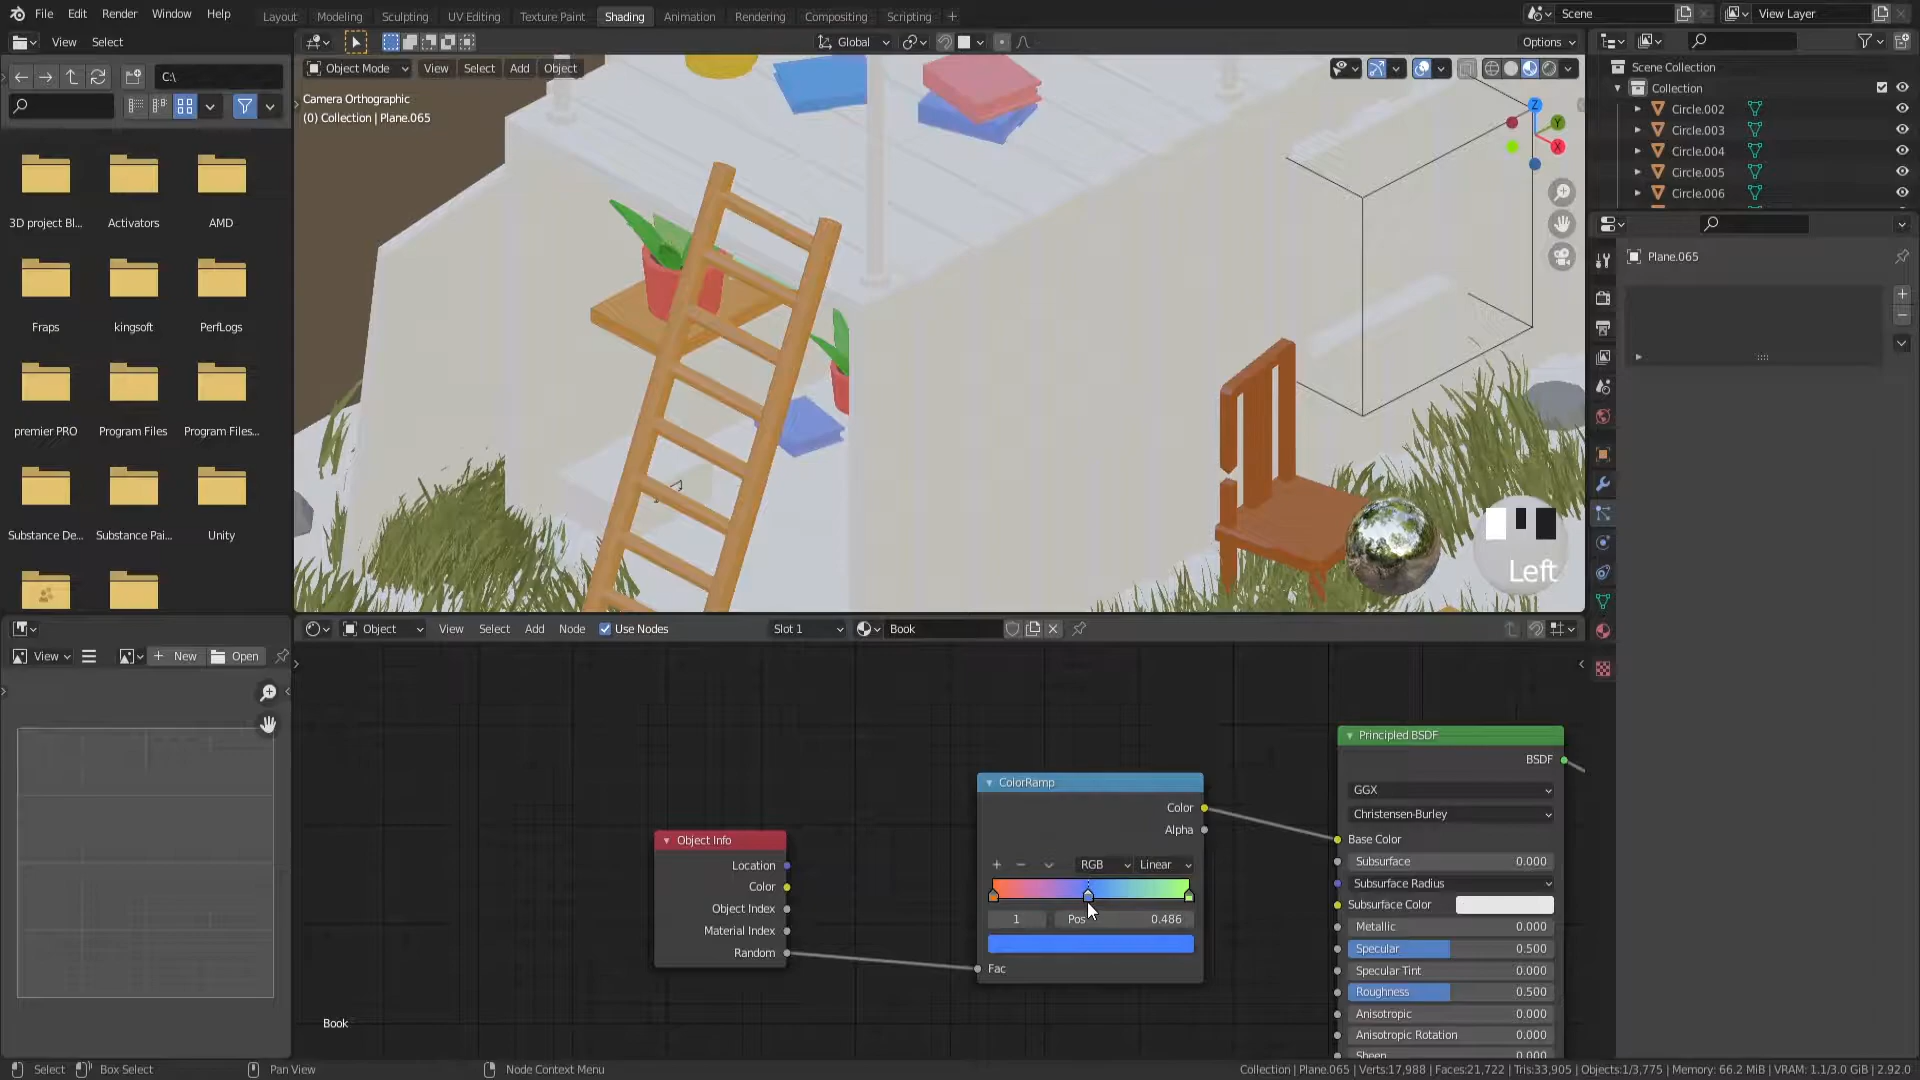 File Edit Render Window Help
Layout Modeling Sculpting UV Editing Texture Paint Shading Animation Rendering Compositing Scripting +
Scene
View Layer
View Select
Global
Options
C:\
Object Mode View Select Add Object
Camera Orthographic
(0) Collection | Plane.065
Z
Y
X
Scene Collection
Collection
Circle.002
Circle.003
Circle.004
Circle.005
Circle.006
Plane.065
3D project Bl...
Activators
AMD
Fraps
kingsoft
PerfLogs
premier PRO
Program Files
Program Files...
Substance De...
Substance Pai...
Unity
Left
Object View Select Add Node Use Nodes Slot 1 Book
View New Open
Principled BSDF
BSDF
GGX
Christensen-Burley
Base Color
Subsurface 0.000
Subsurface Radius
Subsurface Color
Metallic 0.000
Specular 0.500
Specular Tint 0.000
Roughness 0.500
Anisotropic 0.000
Anisotropic Rotation 0.000
Sheen 0.000
ColorRamp
Color
Alpha
+ − RGB Linear
1 Pos 0.486
Fac
Object Info
Location
Color
Object Index
Material Index
Random
Book
Select Box Select Pan View Node Context Menu
Collection | Plane.065 | Verts:17,988 | Faces:21,722 | Tris:33,905 | Objects:1/3,775 | Memory: 66.2 MiB | VRAM: 1.1/3.0 GiB | 2.92.0